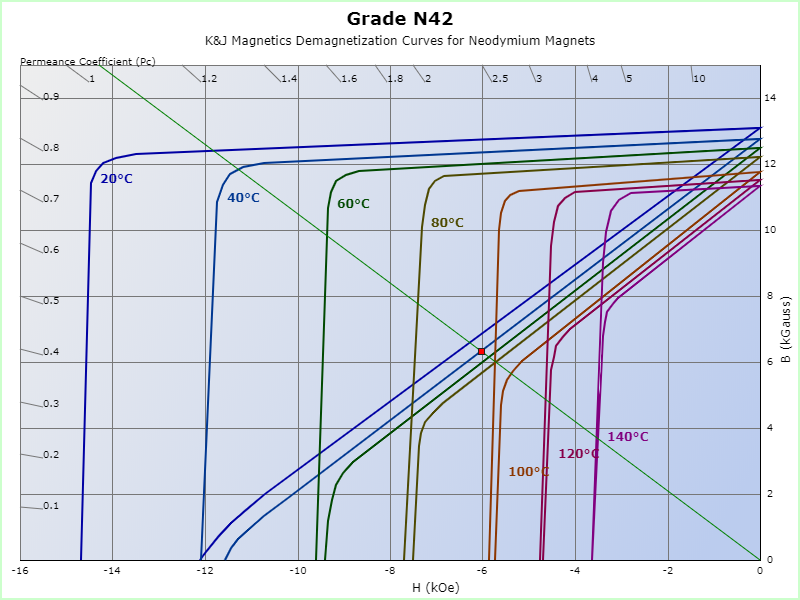 Grade N42
K&J Magnetics Demagnetization Curves for Neodymium Magnets
Permeance Coefficient (Pc)
1 1.2 1.4 1.6 1.8 2 2.5 3 4 5 10
0.9
0.8
0.7
0.6
0.5
0.4
0.3
0.2
0.1
14
12
10
8
6
4
2
0
B (kGauss)
20°C
40°C
60°C
80°C
100°C
120°C
140°C
-16 -14 -12 -10 -8 -6 -4 -2 0
H (kOe)